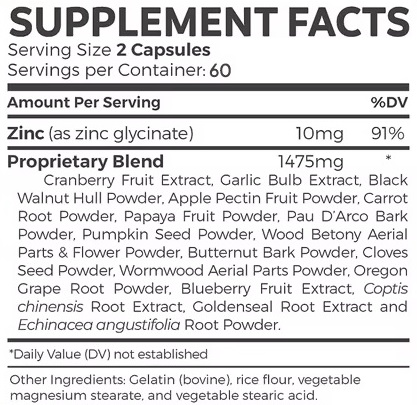 SUPPLEMENT FACTS
Serving Size 2 Capsules
Servings per Container: 60
Amount Per Serving %DV
Zinc (as zinc glycinate) 10mg 91%
Proprietary Blend 1475mg *
Cranberry Fruit Extract, Garlic Bulb Extract, Black
Walnut Hull Powder, Apple Pectin Fruit Powder, Carrot
Root Powder, Papaya Fruit Powder, Pau D’Arco Bark
Powder, Pumpkin Seed Powder, Wood Betony Aerial
Parts & Flower Powder, Butternut Bark Powder, Cloves
Seed Powder, Wormwood Aerial Parts Powder, Oregon
Grape Root Powder, Blueberry Fruit Extract, Coptis
chinensis Root Extract, Goldenseal Root Extract and
Echinacea angustifolia Root Powder.
*Daily Value (DV) not established
Other Ingredients: Gelatin (bovine), rice flour, vegetable
magnesium stearate, and vegetable stearic acid.